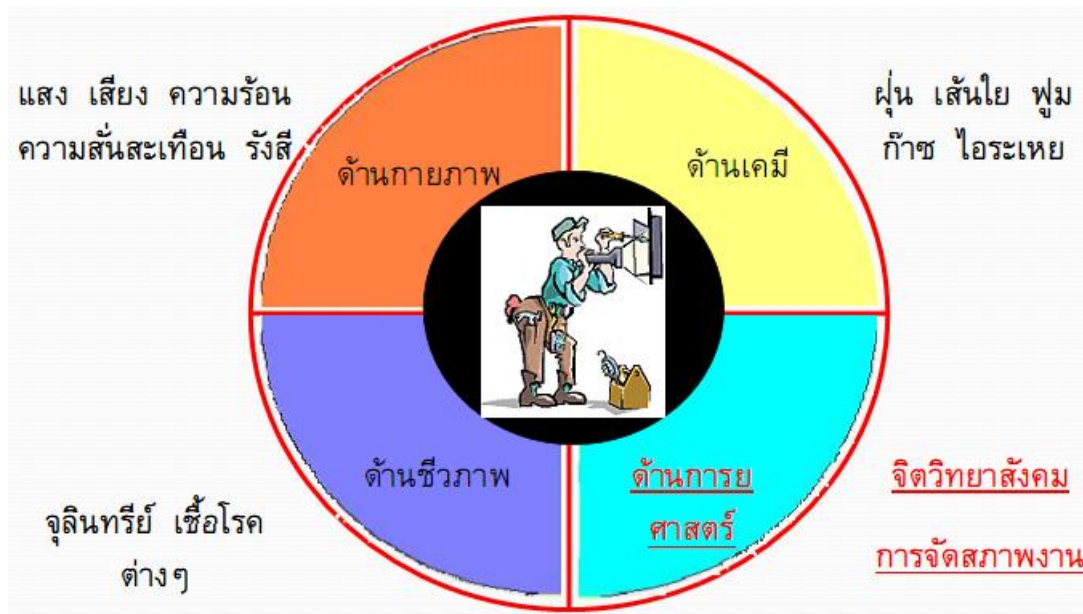 แสง เสียง ความร้อน
ความสั่นสะเทือน รังสี
ด้านกายภาพ
ด้านเคมี
ฝุ่น เส้นใย ฟูม
ก๊าซ ไอระเหย
ด้านชีวภาพ
จุลินทรีย์ เชื้อโรค
ต่างๆ
ด้านการย
ศาสตร์
จิตวิทยาสังคม
การจัดสภาพงาน